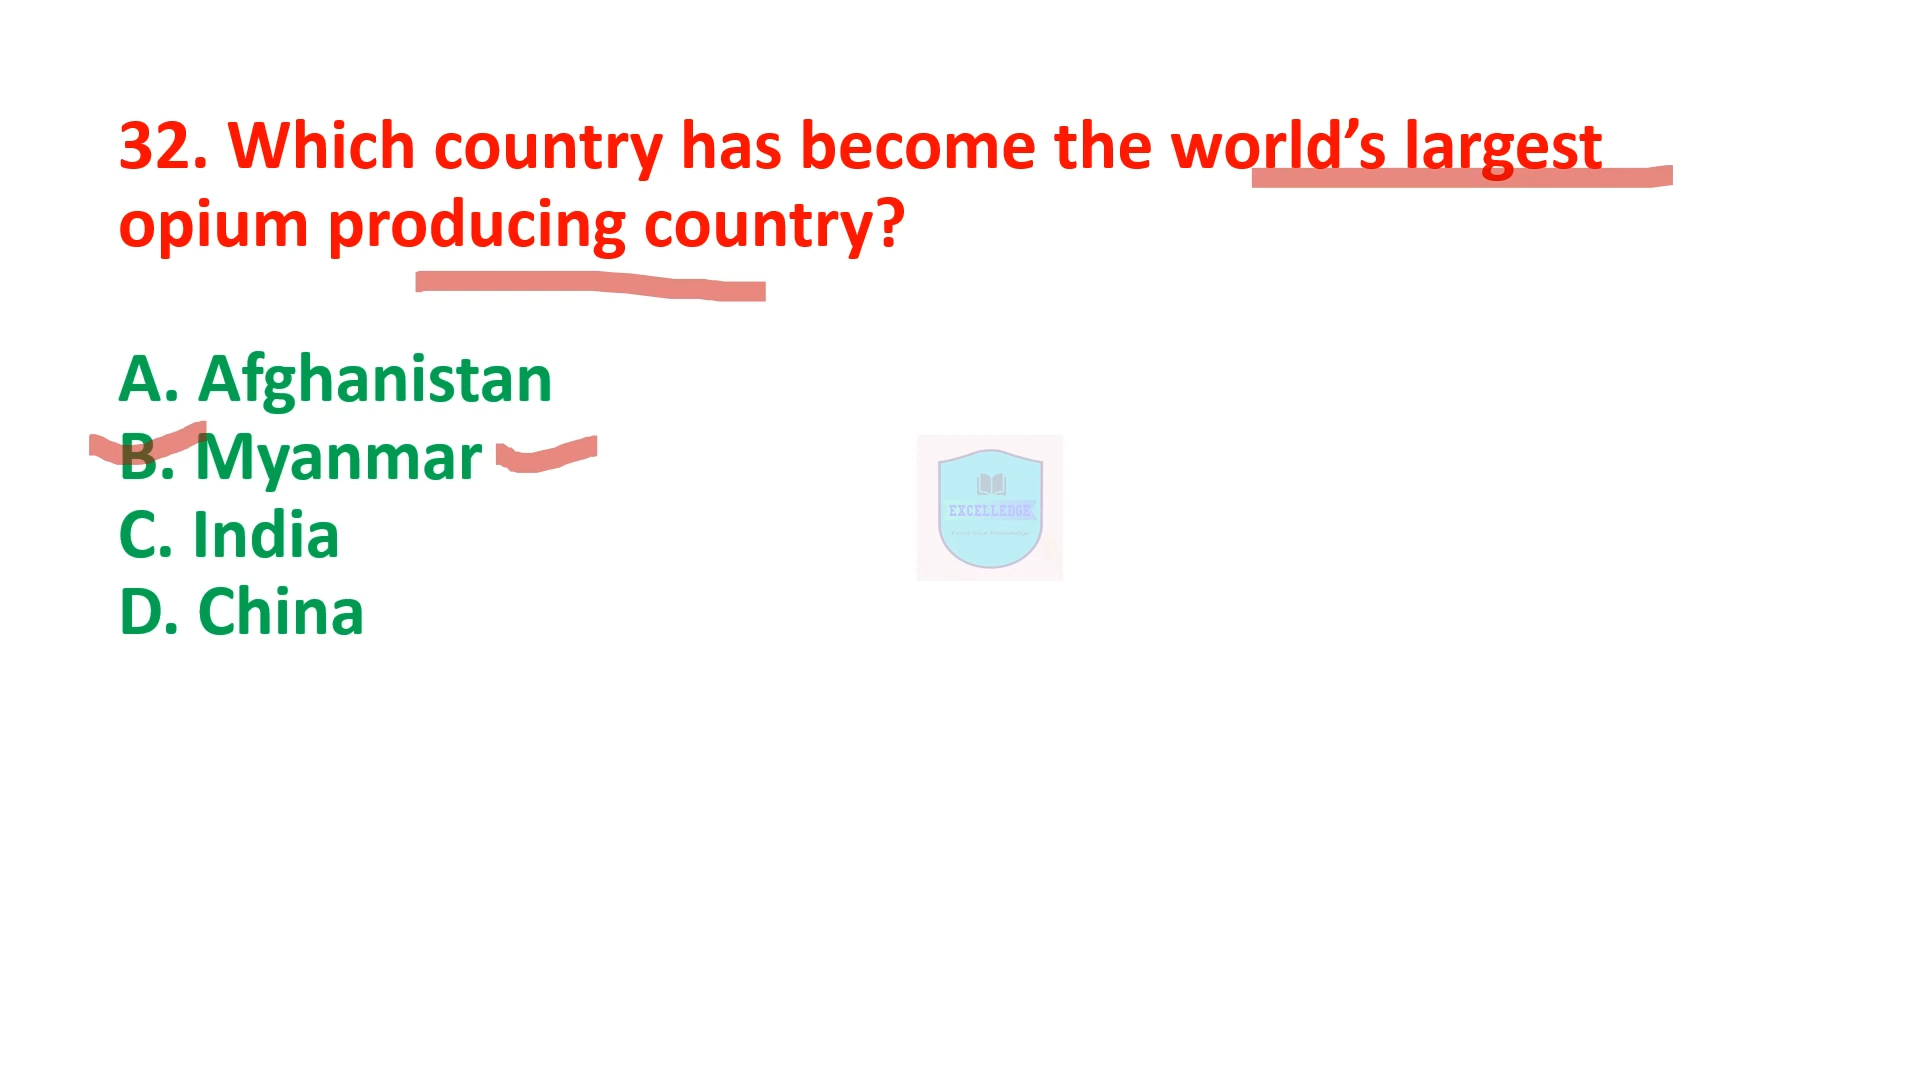 32. Which country has become the world’s largest
opium producing country?
A. Afghanistan
B. Myanmar
C. India
D. China
EXCELLEDGE